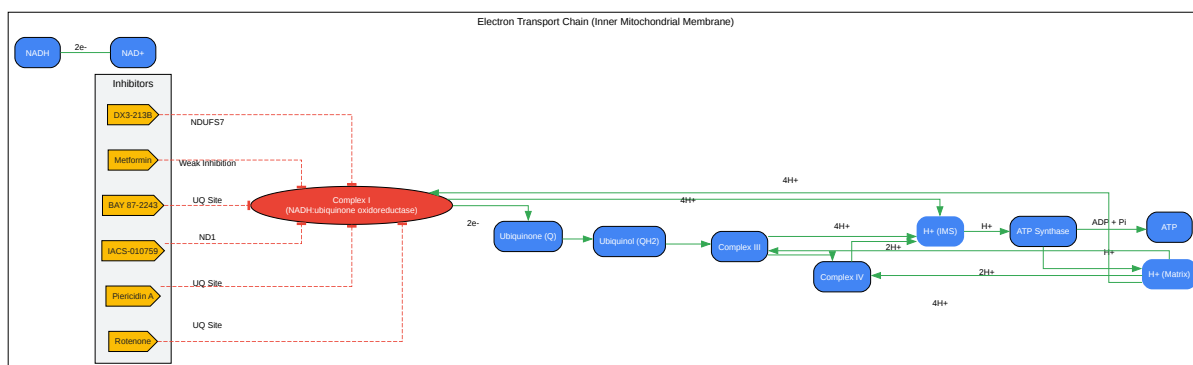 Electron Transport Chain (Inner Mitochondrial Membrane)
NADH
2e-
NAD+
Inhibitors
DX3-213B
NDUFS7
Metformin
Weak Inhibition
BAY 87-2243
UQ Site
IACS-010759
ND1
Piericidin A
UQ Site
Rotenone
UQ Site
Complex I
(NADH:ubiquinone oxidoreductase)
2e-
Ubiquinone (Q)
Ubiquinol (QH2)
Complex III
Complex IV
4H+
4H+
4H+
2H+
H+ (IMS)
H+
ATP Synthase
ADP + Pi
ATP
H+
H+ (Matrix)
2H+
4H+